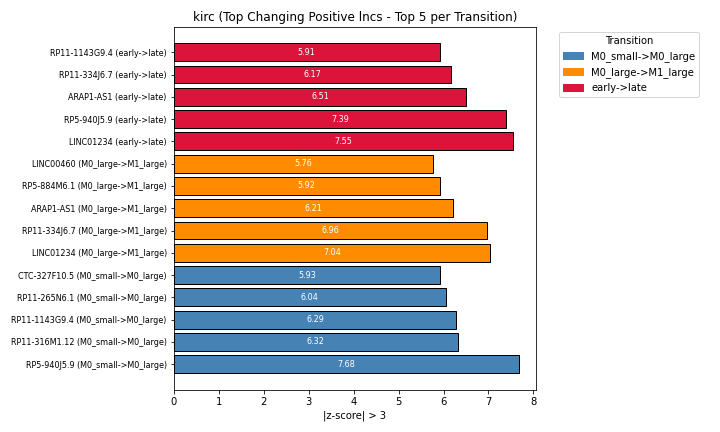 kirc (Top Changing Positive lncs - Top 5 per Transition)
RP11-1143G9.4 (early->late) 5.91
RP11-334J6.7 (early->late) 6.17
ARAP1-AS1 (early->late) 6.51
RP5-940J5.9 (early->late) 7.39
LINC01234 (early->late) 7.55
LINC00460 (M0_large->M1_large) 5.76
RP5-884M6.1 (M0_large->M1_large) 5.92
ARAP1-AS1 (M0_large->M1_large) 6.21
RP11-334J6.7 (M0_large->M1_large) 6.96
LINC01234 (M0_large->M1_large) 7.04
CTC-327F10.5 (M0_small->M0_large) 5.93
RP11-265N6.1 (M0_small->M0_large) 6.04
RP11-1143G9.4 (M0_small->M0_large) 6.29
RP11-316M1.12 (M0_small->M0_large) 6.32
RP5-940J5.9 (M0_small->M0_large) 7.68
0 1 2 3 4 5 6 7 8
|z-score| > 3
Transition
M0_small->M0_large
M0_large->M1_large
early->late